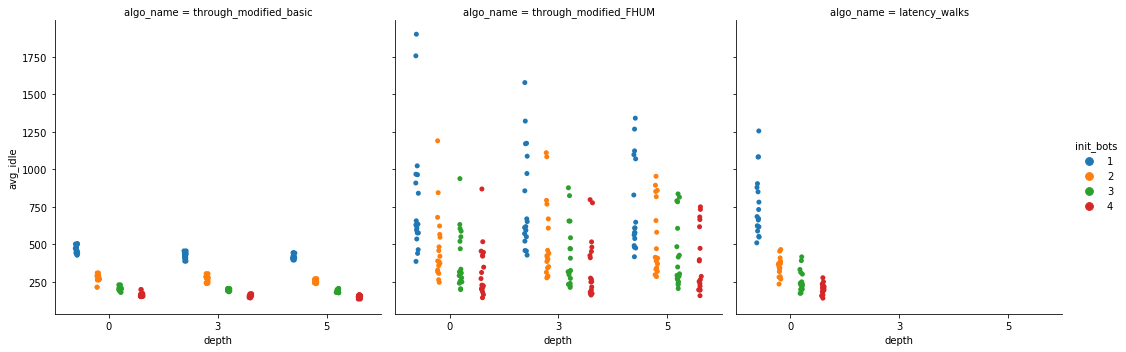 algo_name = through_modified_basic
algo_name = through_modified_FHUM
algo_name = latency_walks
1750
1500
1250
1000
750
500
250
avg_idle
0 3 5
0 3 5
0 3 5
depth
depth
depth
init_bots
1
2
3
4